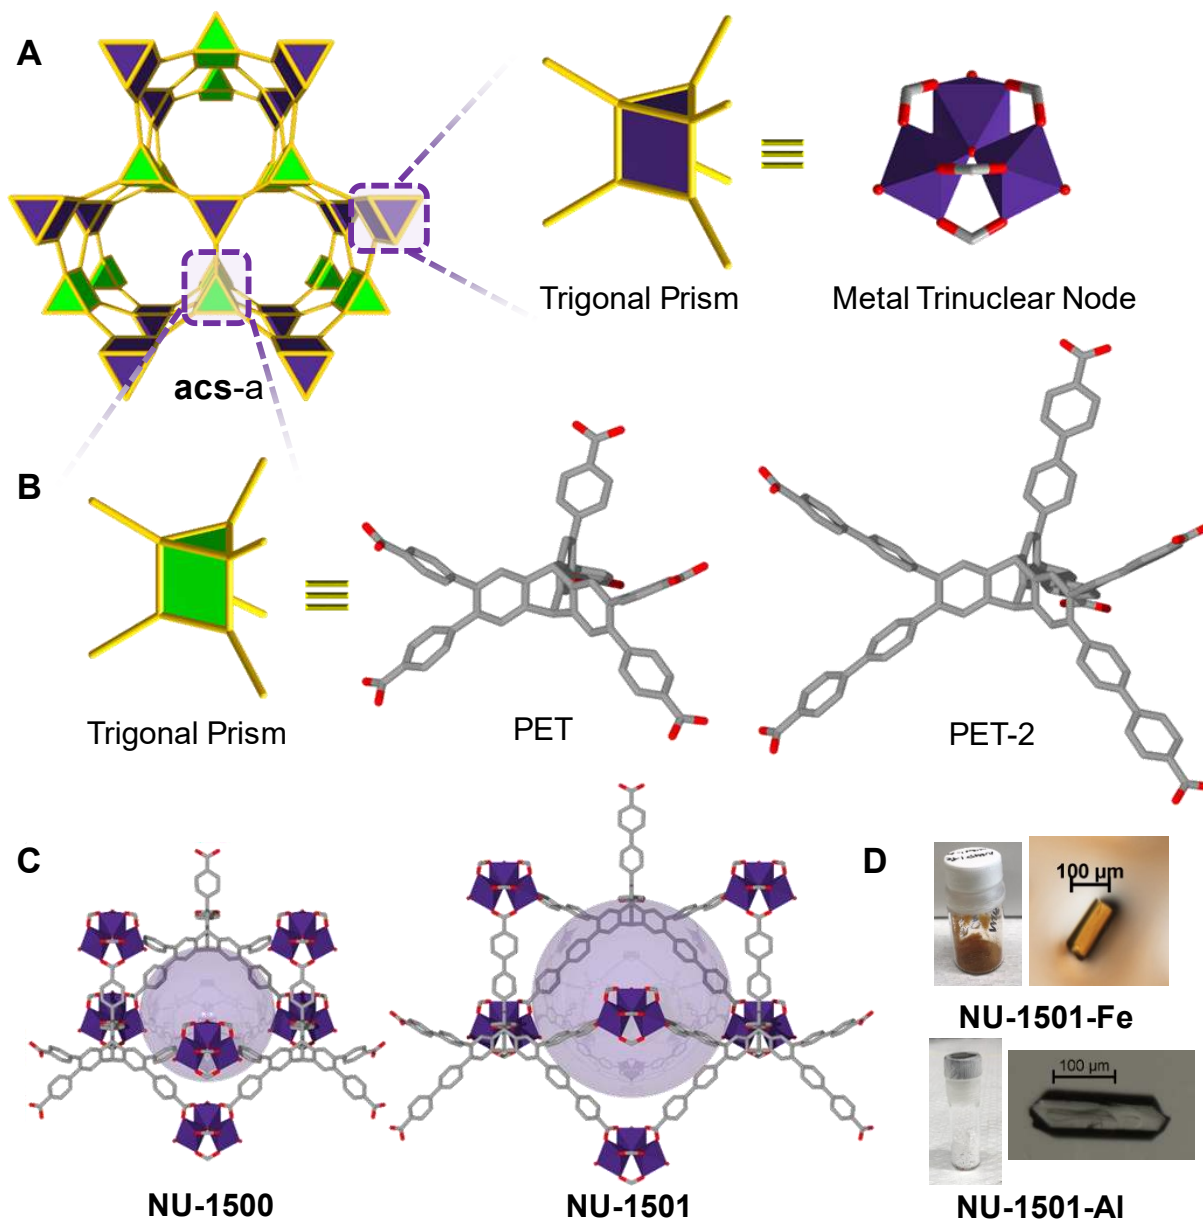 A
Trigonal Prism
Metal Trinuclear Node
acs-a
B
Trigonal Prism
PET
PET-2
C
D
100 µm
NU-1501-Fe
100 µm
NU-1500
NU-1501
NU-1501-Al